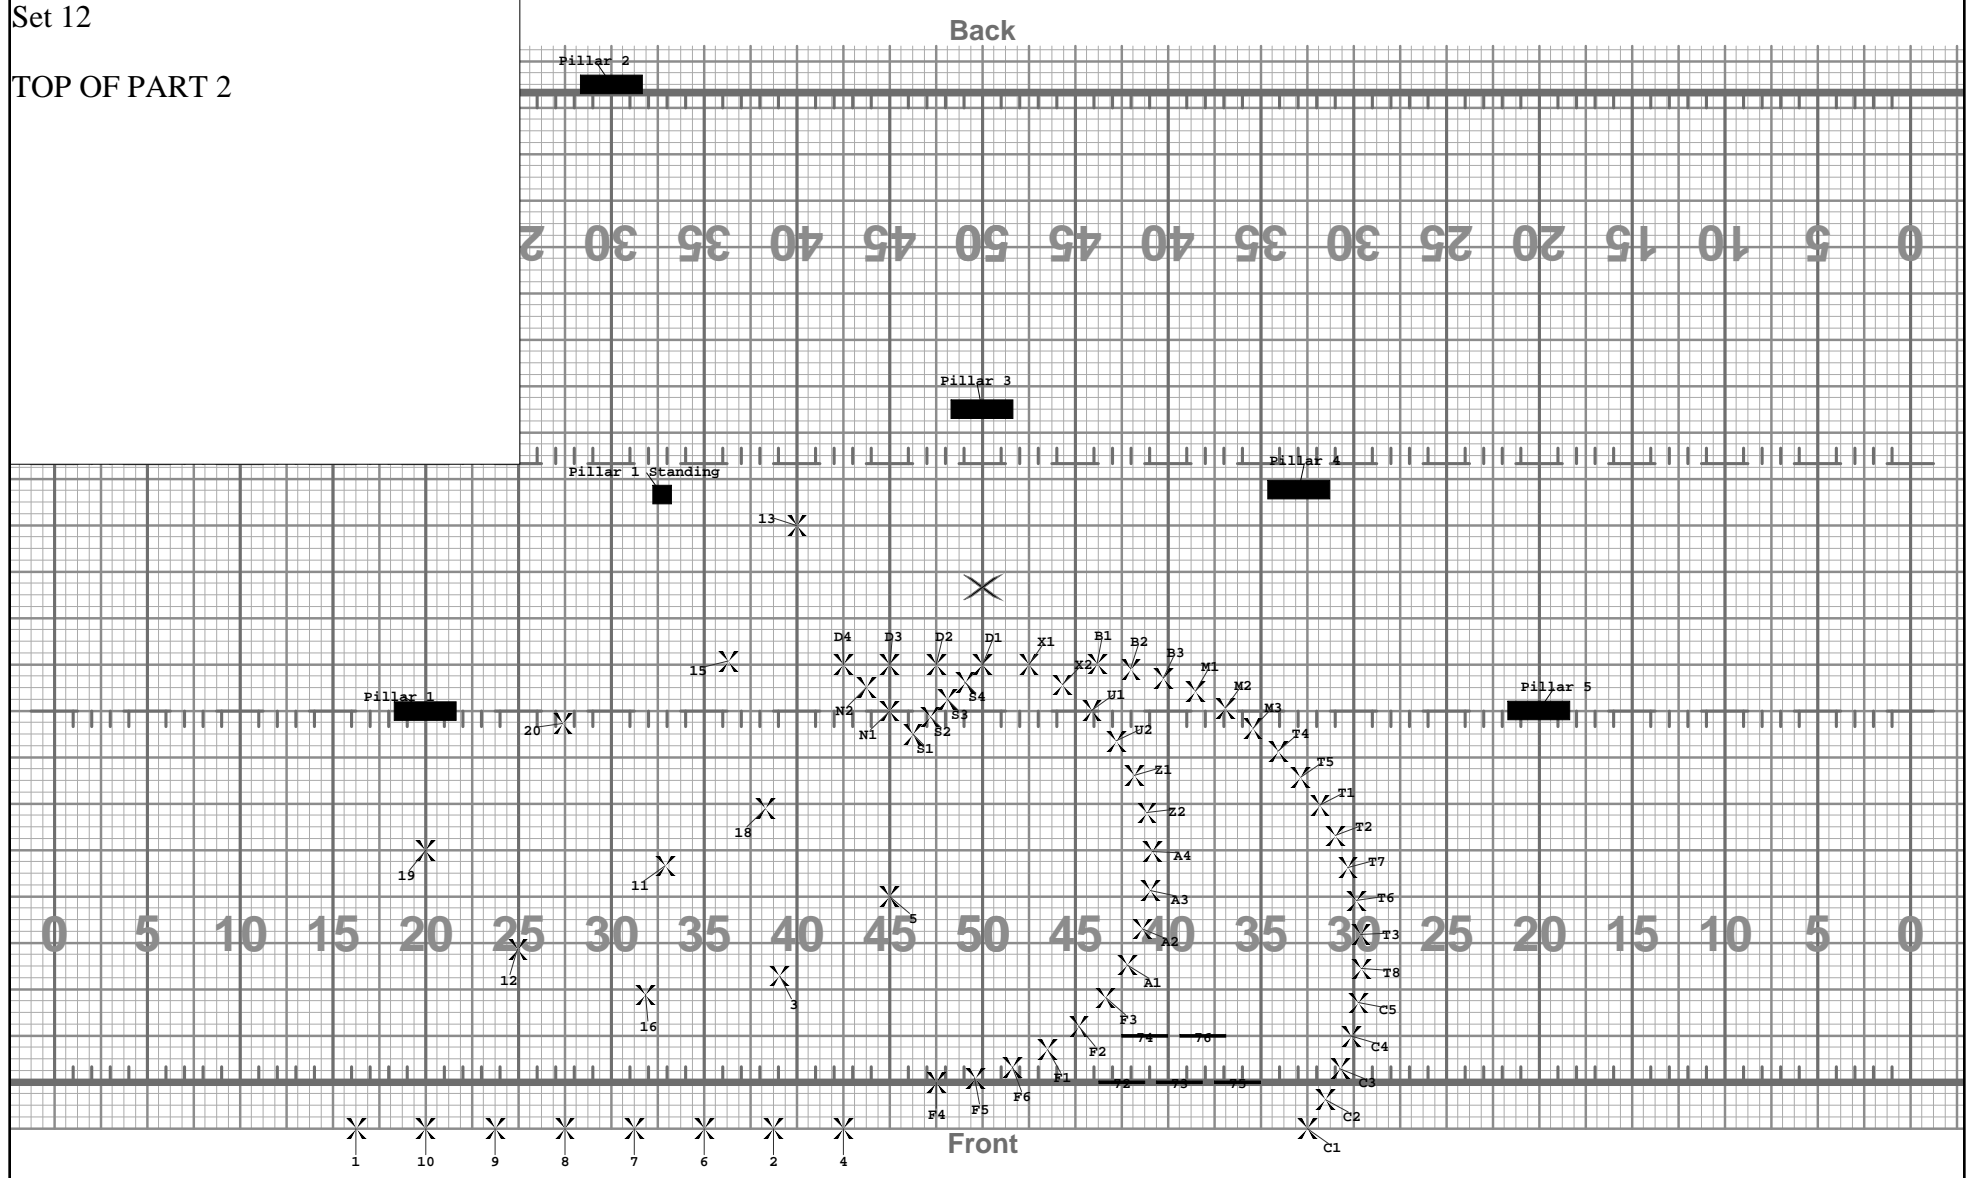 Set 12
TOP OF PART 2
Back
Pillar 2
2 30 35 40 45 50 45 40 35 30 25 20 15 10 5 0
Pillar 3
Pillar 4
Pillar 1 Standing
13
D4 D3 D2 D1 X1 B1 B2 B3
15 X2 M1
Pillar 1 N2 S4 U1 M2 Pillar 5
20 N1 S1 S2 S3 U2 M3 T4
Z1 T5
18 Z2 T1
T2
19 11 A4 T7
5 A3 T6
0 5 10 15 20 25 30 35 40 45 50 45 40 35 30 25 20 15 10 5 0
A2 T3
12 A1 T8
16 3 F3 C5
F2 74 76 C4
F1 72 73 75 C3
F4 F5 F6 C2
Front
C1
1 10 9 8 7 6 2 4